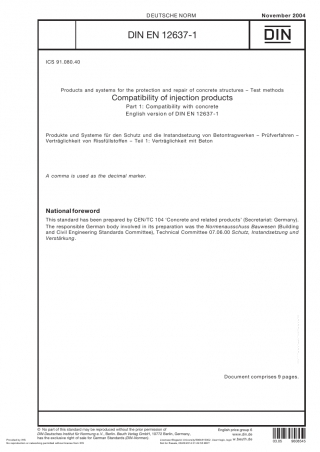 DEUTSCHE NORM
November 2004
DIN EN 12637-1
DIN
ICS 91.080.40
Products and systems for the protection and repair of concrete structures – Test methods
Compatibility of injection products
Part 1: Compatibility with concrete
English version of DIN EN 12637-1
Produkte und Systeme für den Schutz und die Instandsetzung von Betontragwerken – Prüfverfahren –
Verträglichkeit von Rissfüllstoffen – Teil 1: Verträglichkeit mit Beton
A comma is used as the decimal marker.
National foreword
This standard has been prepared by CEN/TC 104 'Concrete and related products' (Secretariat: Germany).
The responsible German body involved in its preparation was the Normenausschuss Bauwesen (Building
and Civil Engineering Standards Committee), Technical Committee 07.06.00 Schutz, Instandsetzung und
Verstärkung.
Document comprises 9 pages.
© No part of this standard may be reproduced without the prior permission of
DIN Deutsches Institut für Normung e.V., Berlin. Beuth Verlag GmbH, 10772 Berlin, Germany,
has the exclusive right of sale for German Standards (DIN-Normen).
English price group 8
www.din.de
www.beuth.de